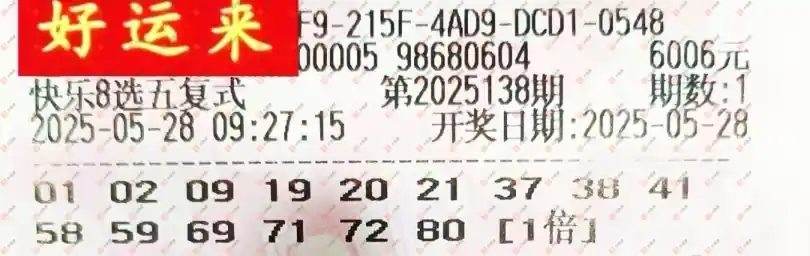 好运来
F9-215F-4AD9-DCD1-0548
00005 98680604 6006元
快乐8选五复式 第2025138期 期数:1
2025-05-28 09:27:15 开奖日期:2025-05-28
01 02 09 19 20 21 37 38 41
58 59 69 71 72 80 [1倍]